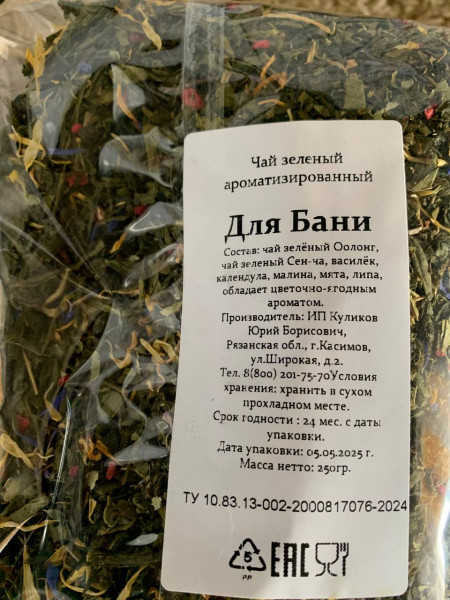 Чай зеленый
ароматизированный
Для Бани
Состав: чай зелёный Оолонг,
чай зеленый Сен-ча, василёк,
календула, малина, мята, липа,
обладает цветочно-ягодным
ароматом.
Производитель: ИП Куликов
Юрий Борисович,
Рязанская обл., г.Касимов,
ул.Широкая, д.2.
Тел. 8(800) 201-75-70Условия
хранения: хранить в сухом
прохладном месте.
Срок годности : 24 мес. с даты
упаковки.
Дата упаковки: 05.05.2025 г.
Масса нетто: 250гр.
ТУ 10.83.13-002-2000817076-2024
5
PP
EAC